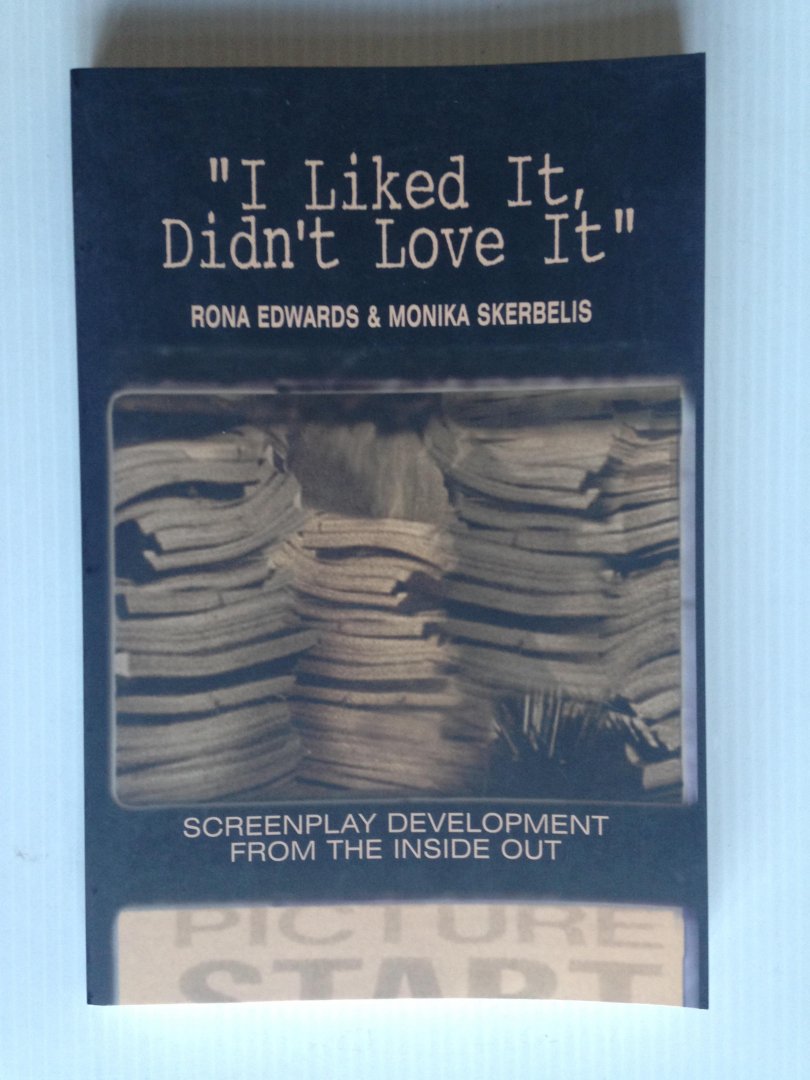 "I Liked It,
Didn't Love It"
RONA EDWARDS & MONIKA SKERBELIS
SCREENPLAY DEVELOPMENT
FROM THE INSIDE OUT
PICTURE
START